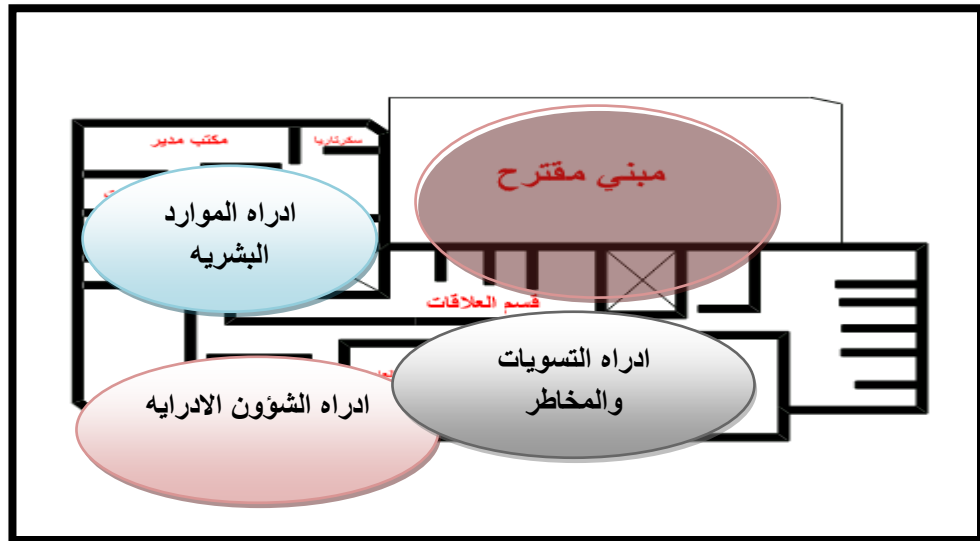 سكرتاريا
مكتب مدير
مبني مقترح
ادراه الموارد
البشريه
قسم العلاقات
ادراه التسويات
والمخاطر
ادراه الشؤون الادرايه